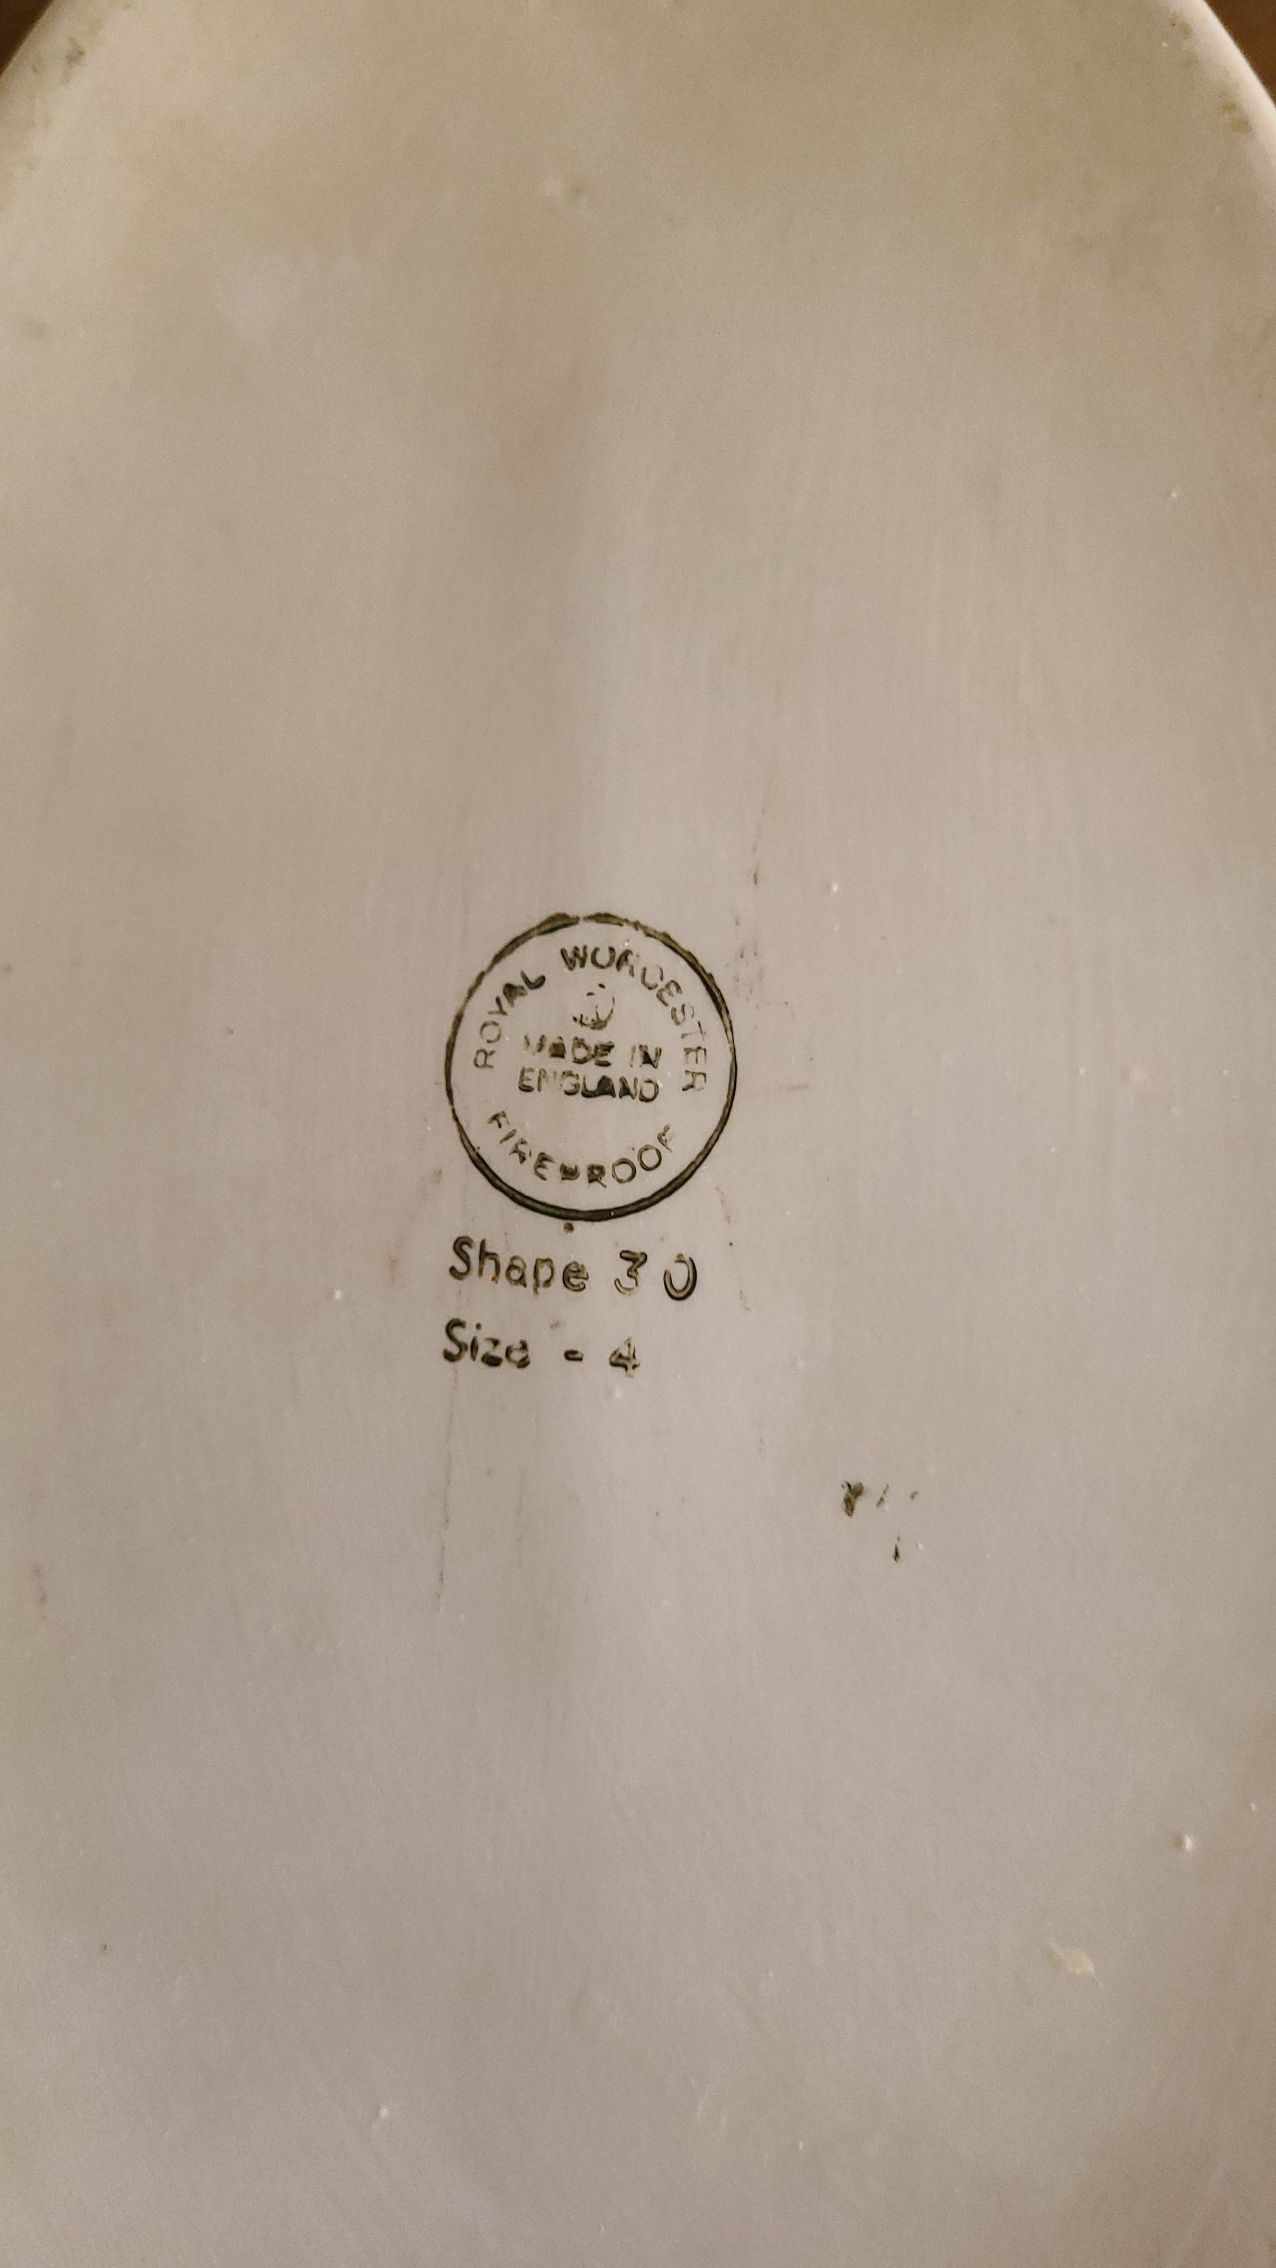 ROYAL WORCESTER
MADE IN
ENGLAND
FIREPROOF
Shape 30
Size - 4